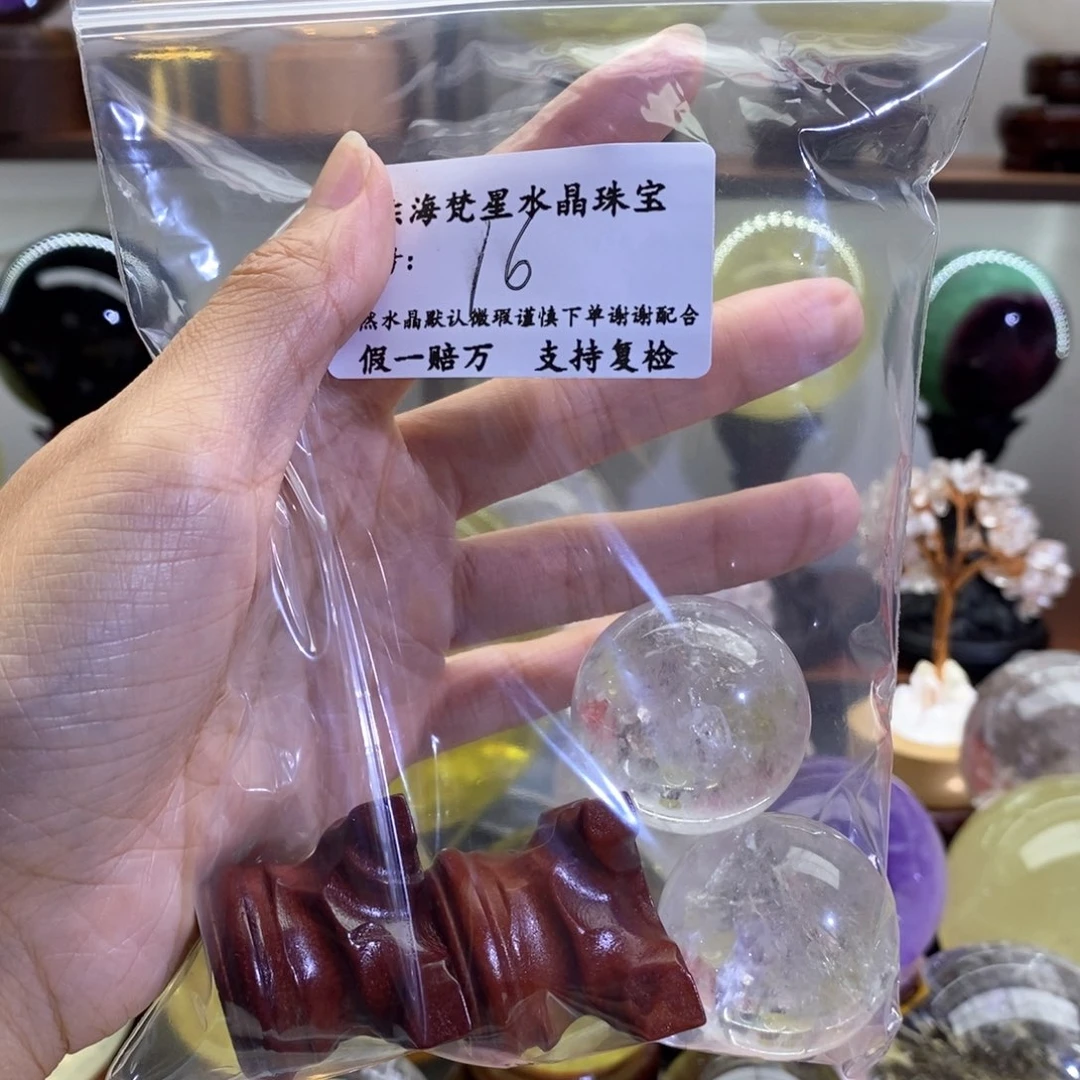 海梵星水晶珠宝
寸: 16
然水晶默认微瑕谨慎下单谢谢配合
假一赔万 支持复检